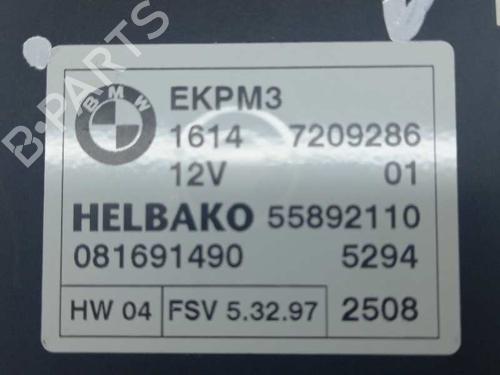 B-PARTS
BMW
EKPM3
1614 7209286
12V 01
HELBAKO 55892110
081691490 5294
HW 04 FSV 5.32.97 2508